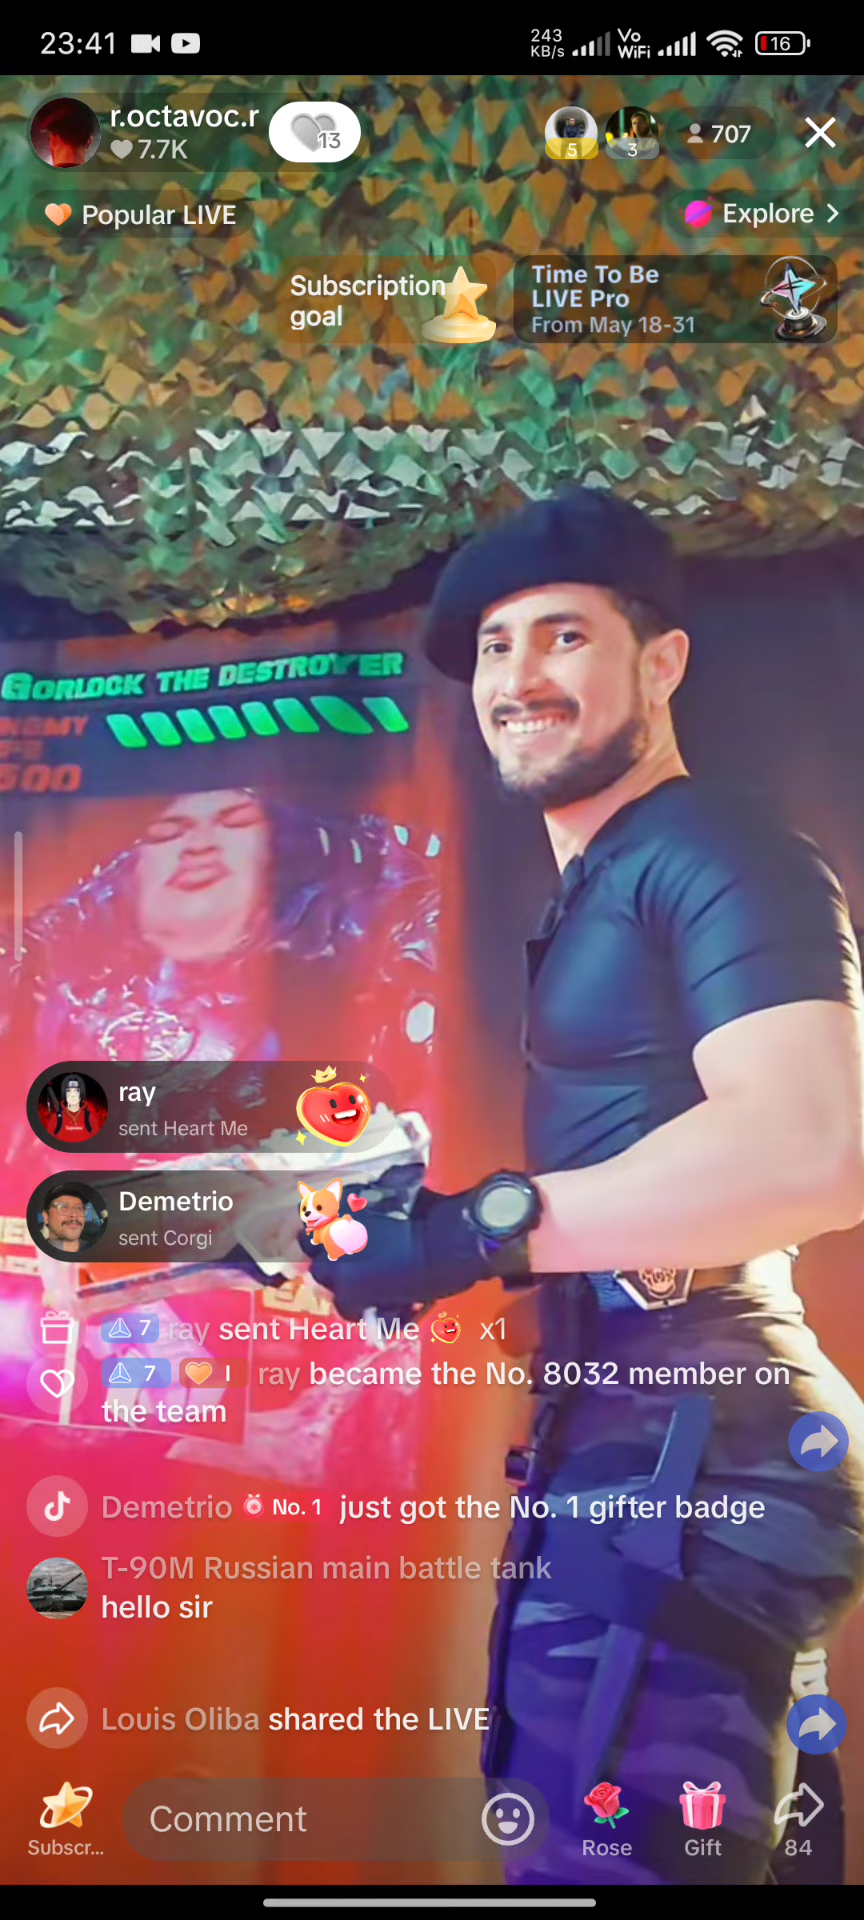 23:41
243
KB/s
Vo
WiFi
16
r.octavoc.r
7.7K
13
5
3
707
Popular LIVE
Explore
Subscription
goal
Time To Be
LIVE Pro
From May 18-31
GORLOCK THE DESTROYER
500
ray
sent Heart Me
Demetrio
sent Corgi
7 ray sent Heart Me x1
7 I ray became the No. 8032 member on
the team
Demetrio No. 1 just got the No. 1 gifter badge
T-90M Russian main battle tank
hello sir
Louis Oliba shared the LIVE
Subscr...
Comment
Rose
Gift
84